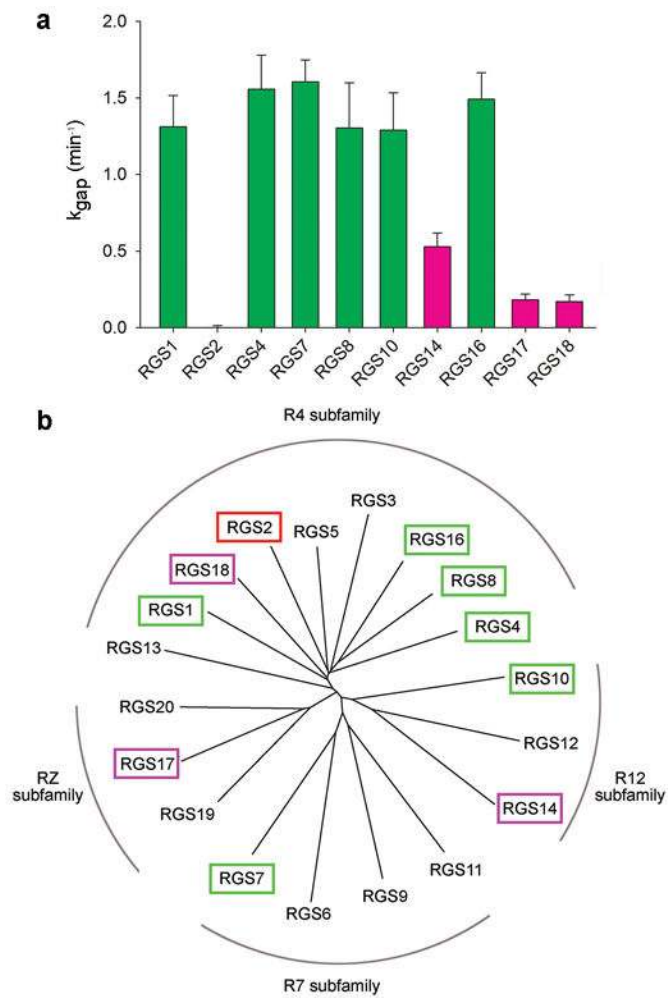 a
2.0
1.5
1.0
0.5
0.0
kgap (min⁻¹)
RGS1
RGS2
RGS4
RGS7
RGS8
RGS10
RGS14
RGS16
RGS17
RGS18
b
R4 subfamily
RGS3
RGS2
RGS5
RGS16
RGS18
RGS8
RGS1
RGS4
RGS13
RGS10
RGS20
RGS12
RGS17
RZ
subfamily
R12
subfamily
RGS14
RGS19
RGS11
RGS7
RGS9
RGS6
R7 subfamily